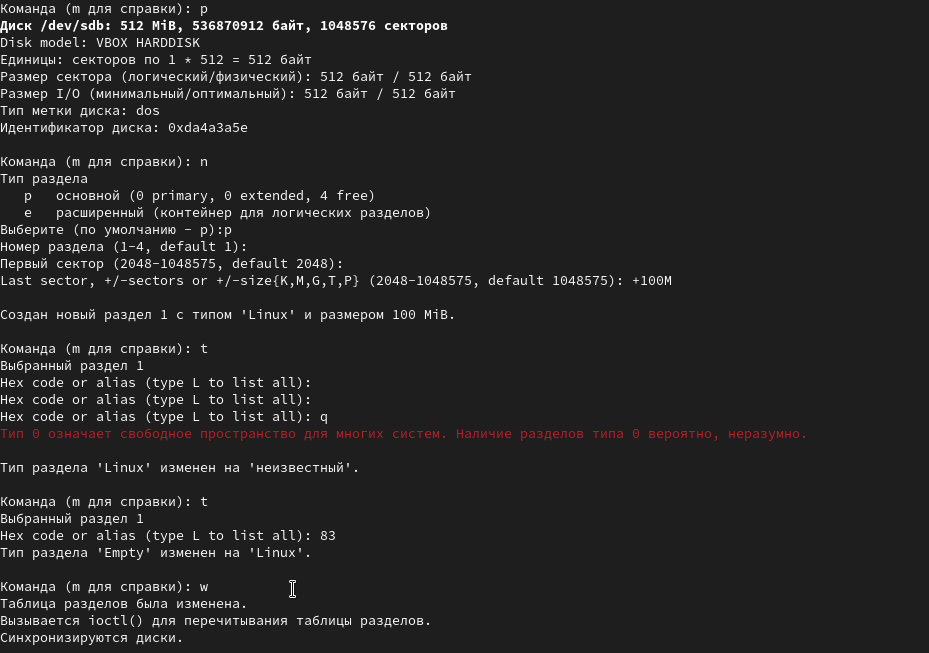 Команда (m для справки): p
Диск /dev/sdb: 512 MiB, 536870912 байт, 1048576 секторов
Disk model: VBOX HARDDISK
Единицы: секторов по 1 * 512 = 512 байт
Размер сектора (логический/физический): 512 байт / 512 байт
Размер I/O (минимальный/оптимальный): 512 байт / 512 байт
Тип метки диска: dos
Идентификатор диска: 0xda4a3a5e
Команда (m для справки): n
Тип раздела
   p   основной (0 primary, 0 extended, 4 free)
   e   расширенный (контейнер для логических разделов)
Выберите (по умолчанию - p):p
Номер раздела (1-4, default 1):
Первый сектор (2048-1048575, default 2048):
Last sector, +/-sectors or +/-size{K,M,G,T,P} (2048-1048575, default 1048575): +100M
Создан новый раздел 1 с типом 'Linux' и размером 100 MiB.
Команда (m для справки): t
Выбранный раздел 1
Hex code or alias (type L to list all):
Hex code or alias (type L to list all):
Hex code or alias (type L to list all): q
Тип 0 означает свободное пространство для многих систем. Наличие разделов типа 0 вероятно, неразумно.
Тип раздела 'Linux' изменен на 'неизвестный'.
Команда (m для справки): t
Выбранный раздел 1
Hex code or alias (type L to list all): 83
Тип раздела 'Empty' изменен на 'Linux'.
Команда (m для справки): w
Таблица разделов была изменена.
Вызывается ioctl() для перечитывания таблицы разделов.
Синхронизируются диски.